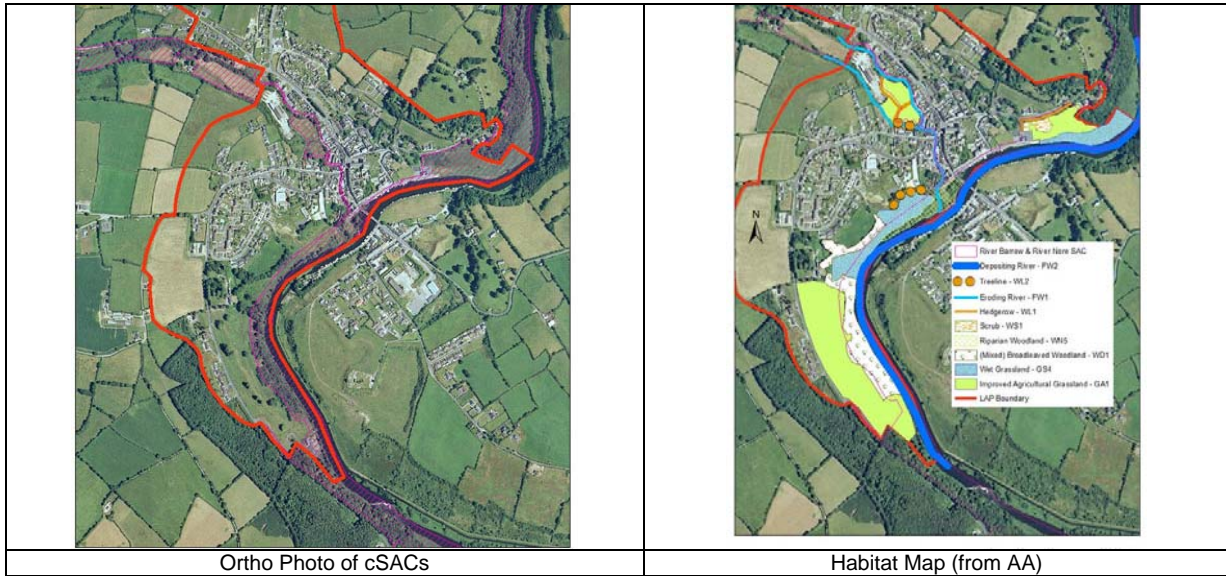 N
River Barrow & River Nore SAC
Depositing River - FW2
Treeline - WL2
Eroding River - FW1
Hedgerow - WL1
Scrub - WS1
Riparian Woodland - WN5
(Mixed) Broadleaved Woodland - WD1
Wet Grassland - GS4
Improved Agricultural Grassland - GA1
LAP Boundary
Ortho Photo of cSACs
Habitat Map (from AA)